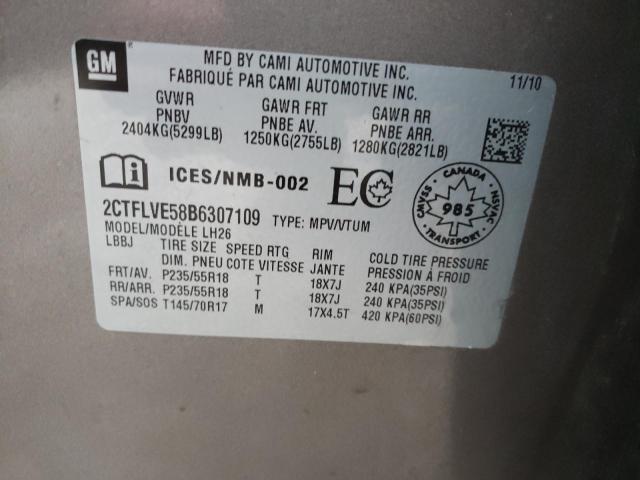 GM
MFD BY CAMI AUTOMOTIVE INC.
FABRIQUÉ PAR CAMI AUTOMOTIVE INC.
11/10
GVWR GAWR FRT GAWR RR
PNBV PNBE AV. PNBE ARR.
2404KG(5299LB) 1250KG(2755LB) 1280KG(2821LB)
ICES/NMB-002 EC
CANADA
CMVSS 985 NSVAC
TRANSPORT
2CTFLVE58B6307109 TYPE: MPV/VTUM
MODEL/MODÈLE LH26
LBBJ TIRE SIZE SPEED RTG RIM COLD TIRE PRESSURE
DIM. PNEU COTE VITESSE JANTE PRESSION À FROID
FRT/AV. P235/55R18 T 18X7J 240 KPA(35PSI)
RR/ARR. P235/55R18 T 18X7J 240 KPA(35PSI)
SPA/SOS T145/70R17 M 17X4.5T 420 KPA(60PSI)